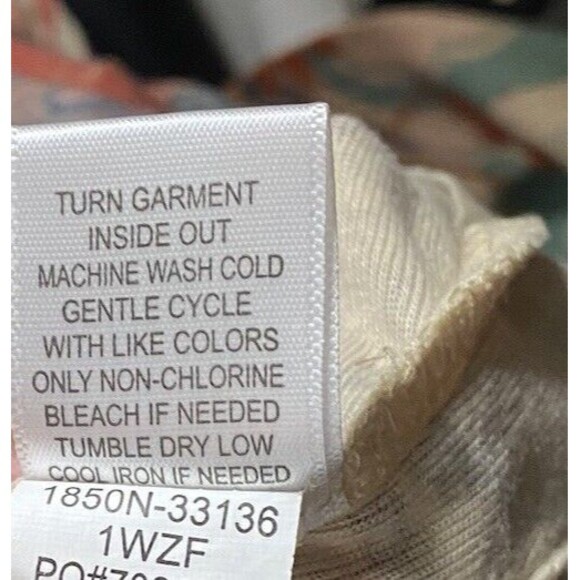 TURN GARMENT
INSIDE OUT
MACHINE WASH COLD
GENTLE CYCLE
WITH LIKE COLORS
ONLY NON-CHLORINE
BLEACH IF NEEDED
TUMBLE DRY LOW
COOL IRON IF NEEDED
1850N-33136
1WZF